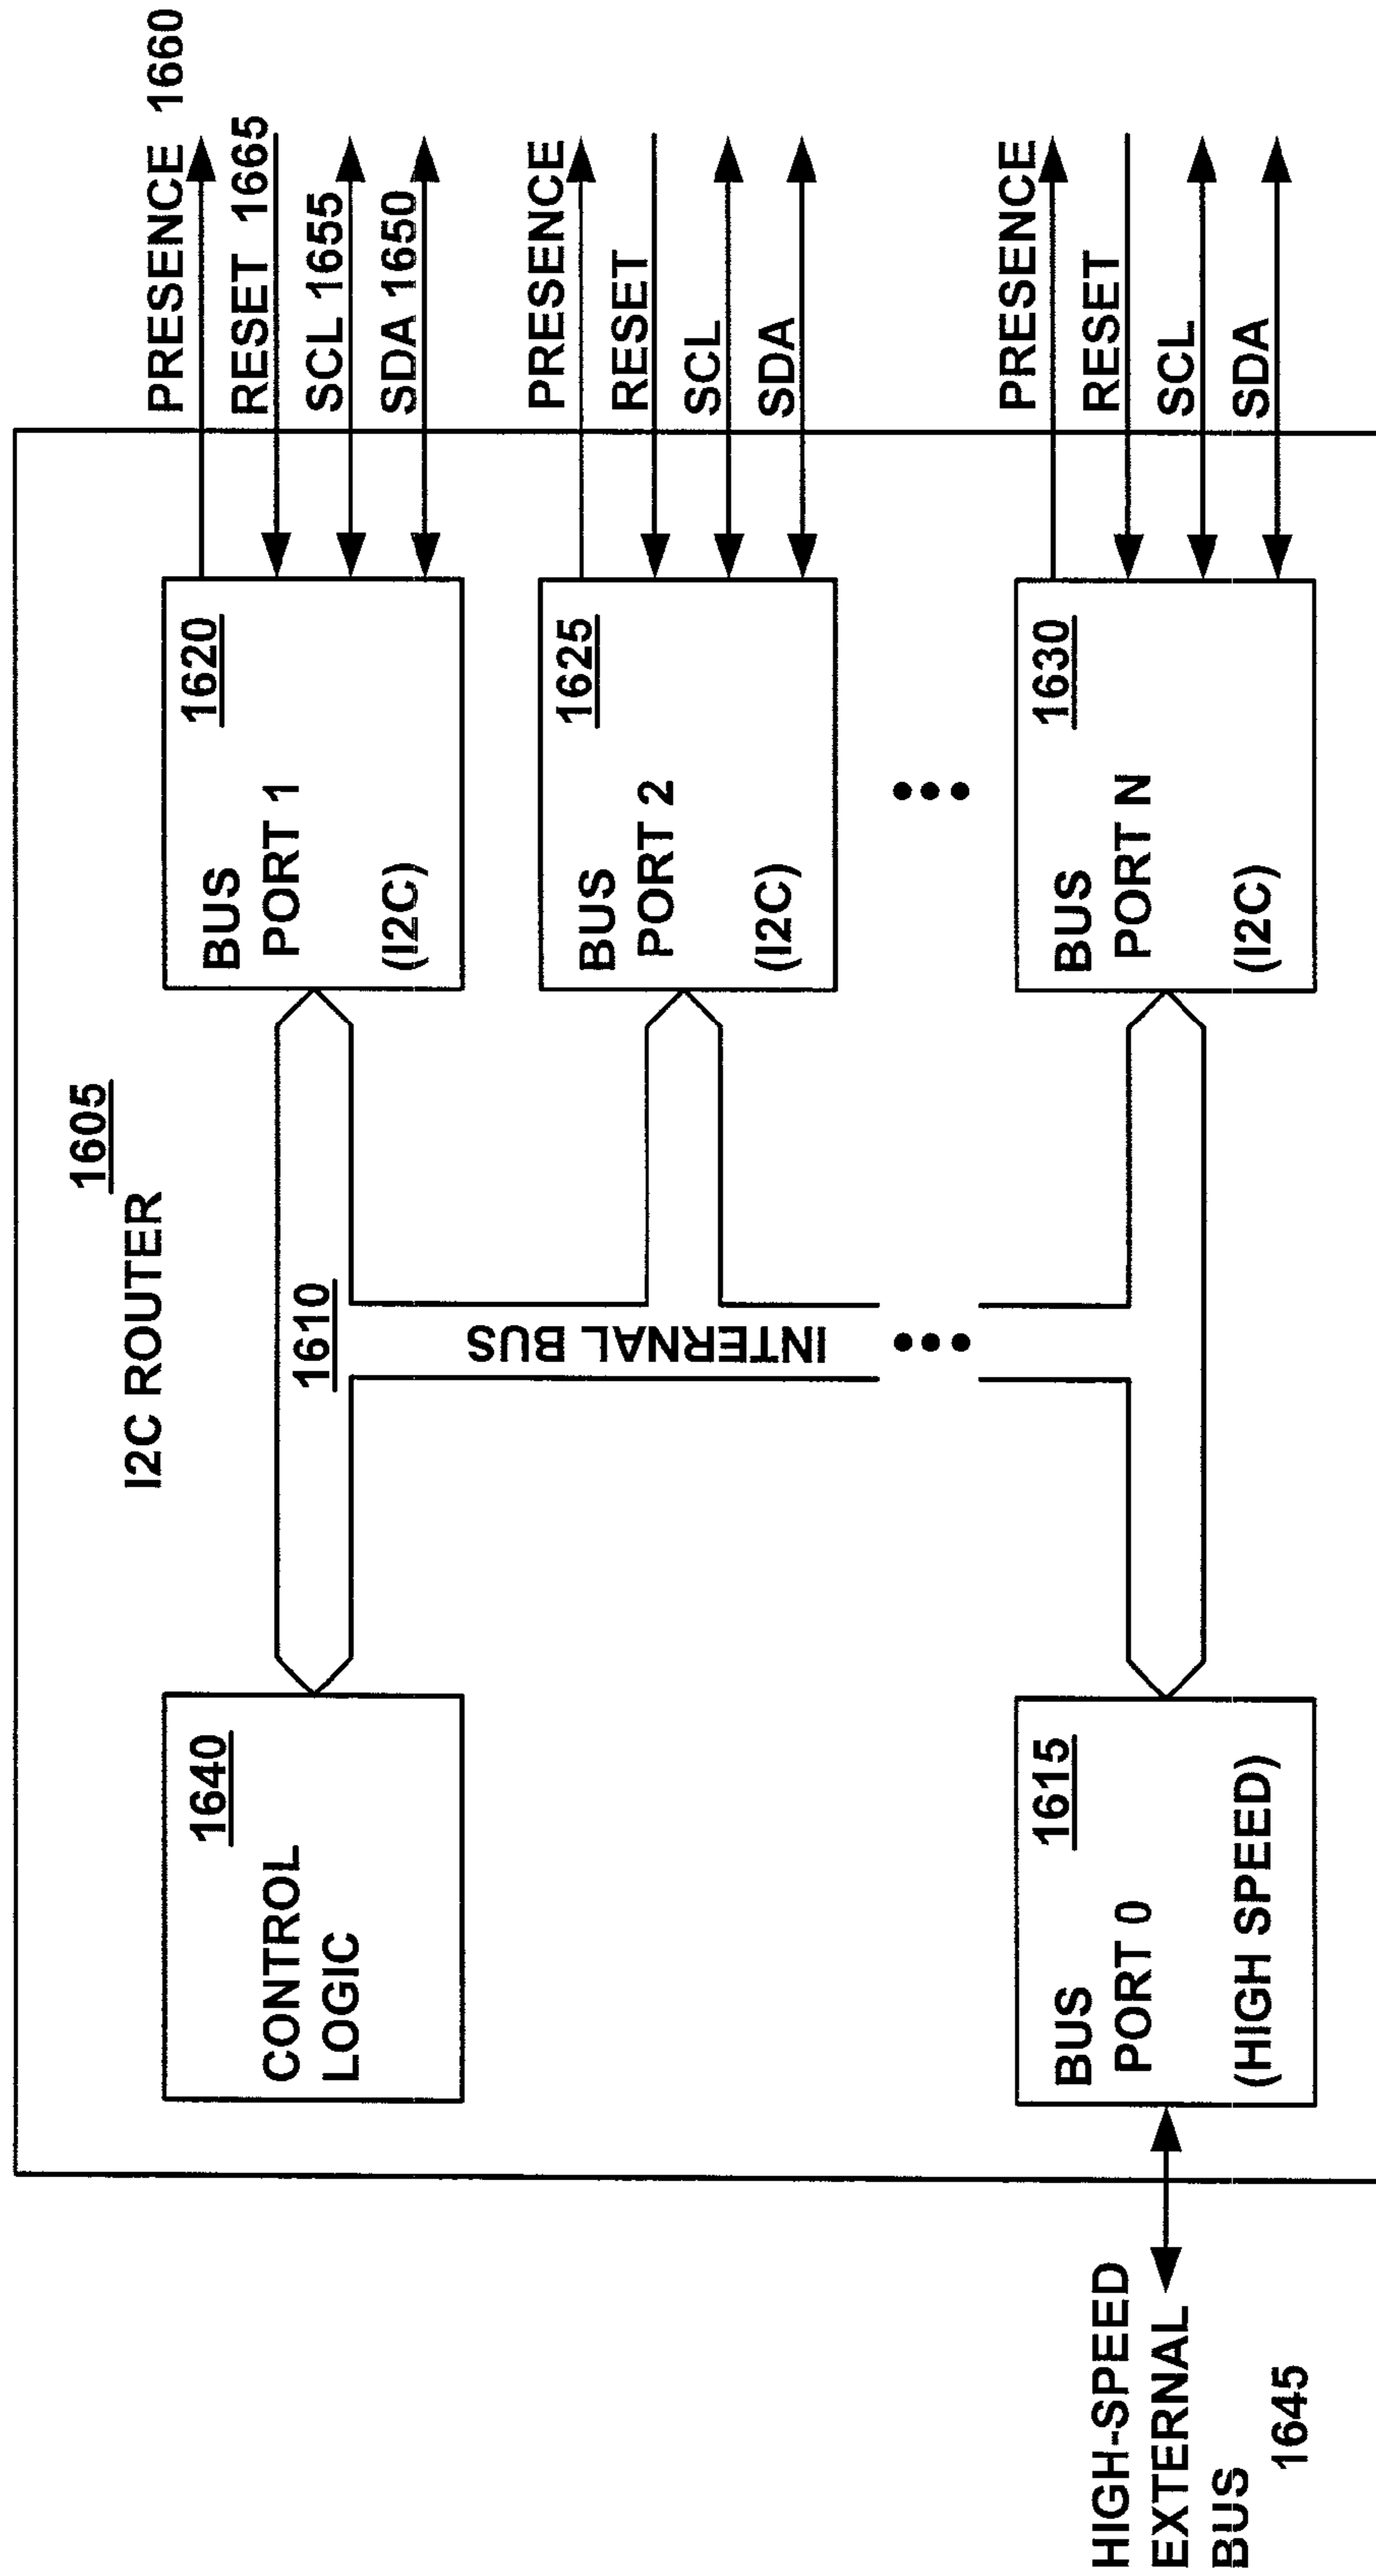 1605
I2C ROUTER
1640
CONTROL
LOGIC
1610
INTERNAL BUS
1620
BUS
PORT 1
(I2C)
PRESENCE 1660
RESET 1665
SCL 1655
SDA 1650
1625
BUS
PORT 2
(I2C)
PRESENCE
RESET
SCL
SDA
HIGH-SPEED
EXTERNAL
BUS
1645
1615
BUS
PORT 0
(HIGH SPEED)
1630
BUS
PORT N
(I2C)
PRESENCE
RESET
SCL
SDA